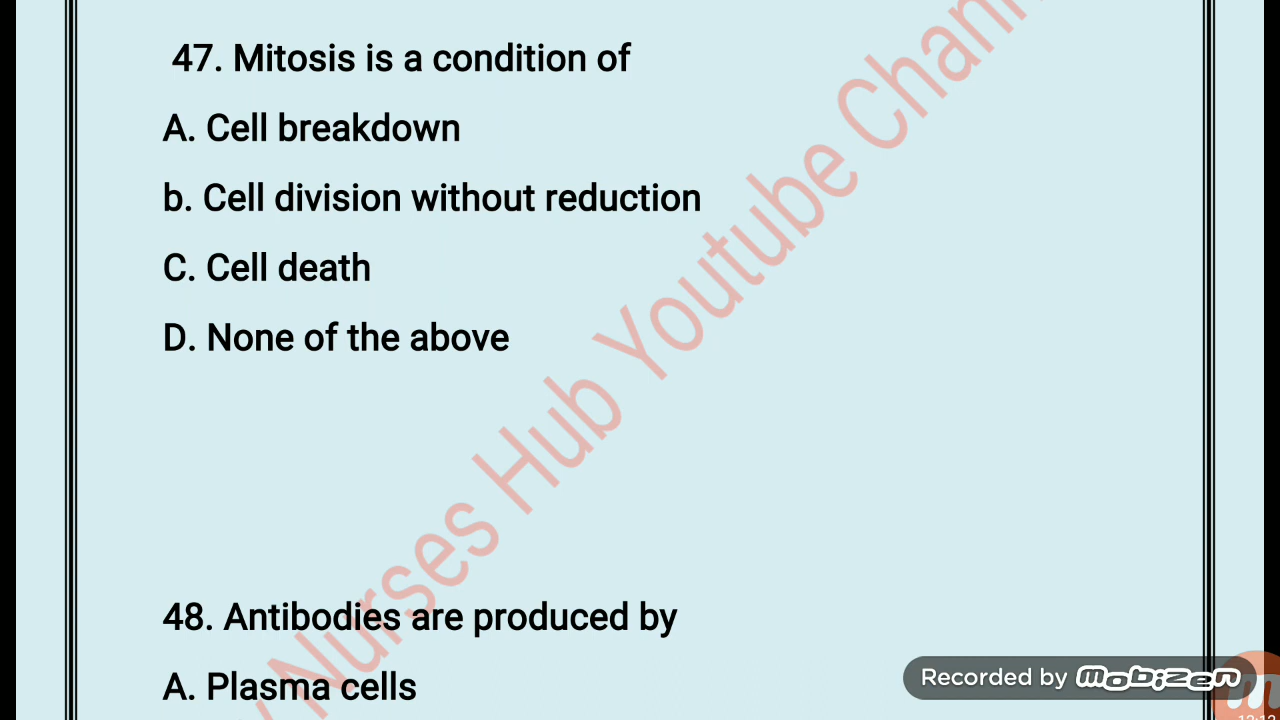 47. Mitosis is a condition of
A. Cell breakdown
b. Cell division without reduction
C. Cell death
D. None of the above
Nurses Hub Youtube Chann
48. Antibodies are produced by
A. Plasma cells
Recorded by mobizen